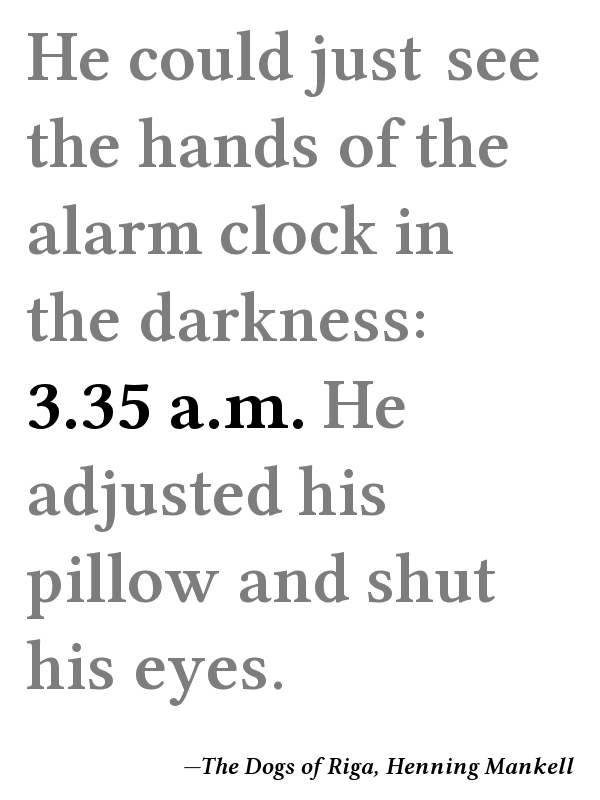 He could just see
the hands of the
alarm clock in
the darkness:
3.35 a.m. He
adjusted his
pillow and shut
his eyes.
—The Dogs of Riga, Henning Mankell